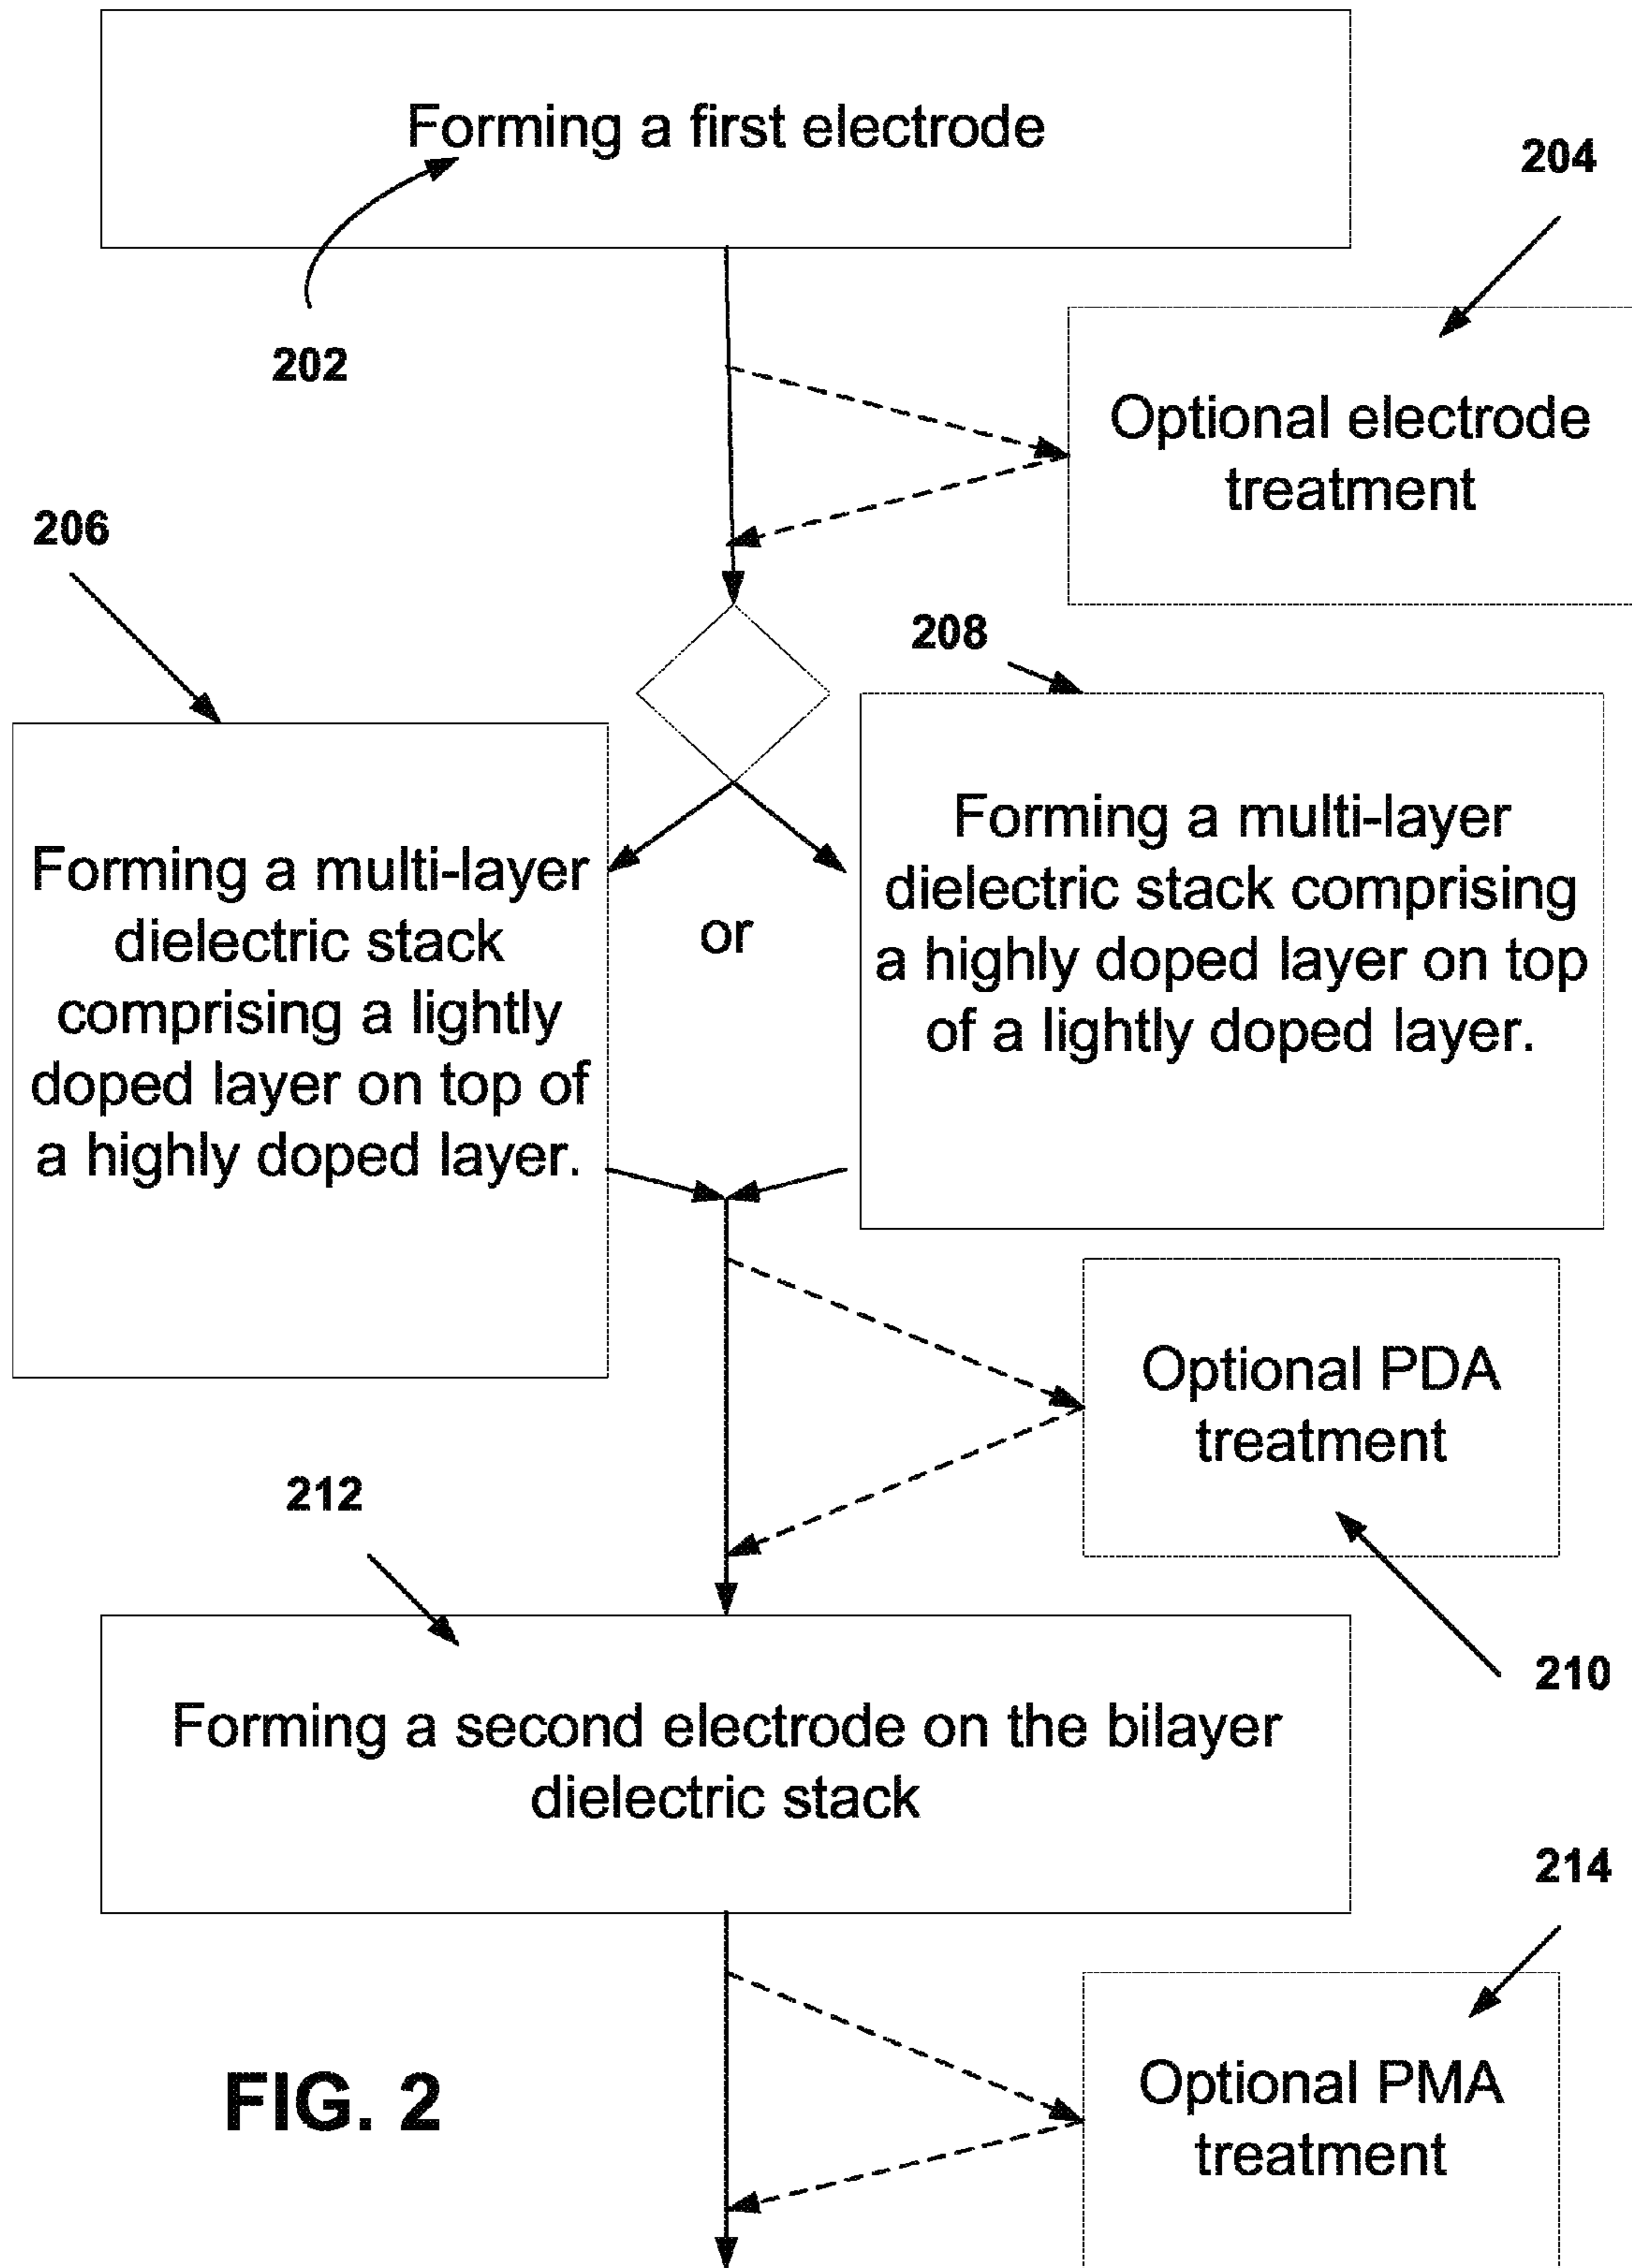 Forming a first electrode
202
204
Optional electrode
treatment
206
208
Forming a multi-layer
dielectric stack
comprising a lightly
doped layer on top of
a highly doped layer.
or
Forming a multi-layer
dielectric stack comprising
a highly doped layer on top
of a lightly doped layer.
Optional PDA
treatment
210
212
Forming a second electrode on the bilayer
dielectric stack
214
Optional PMA
treatment
FIG. 2